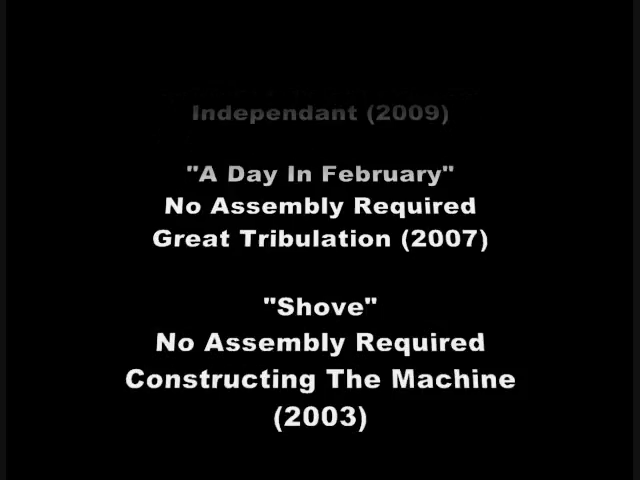 Independant (2009)
"A Day In February"
No Assembly Required
Great Tribulation (2007)
"Shove"
No Assembly Required
Constructing The Machine
(2003)